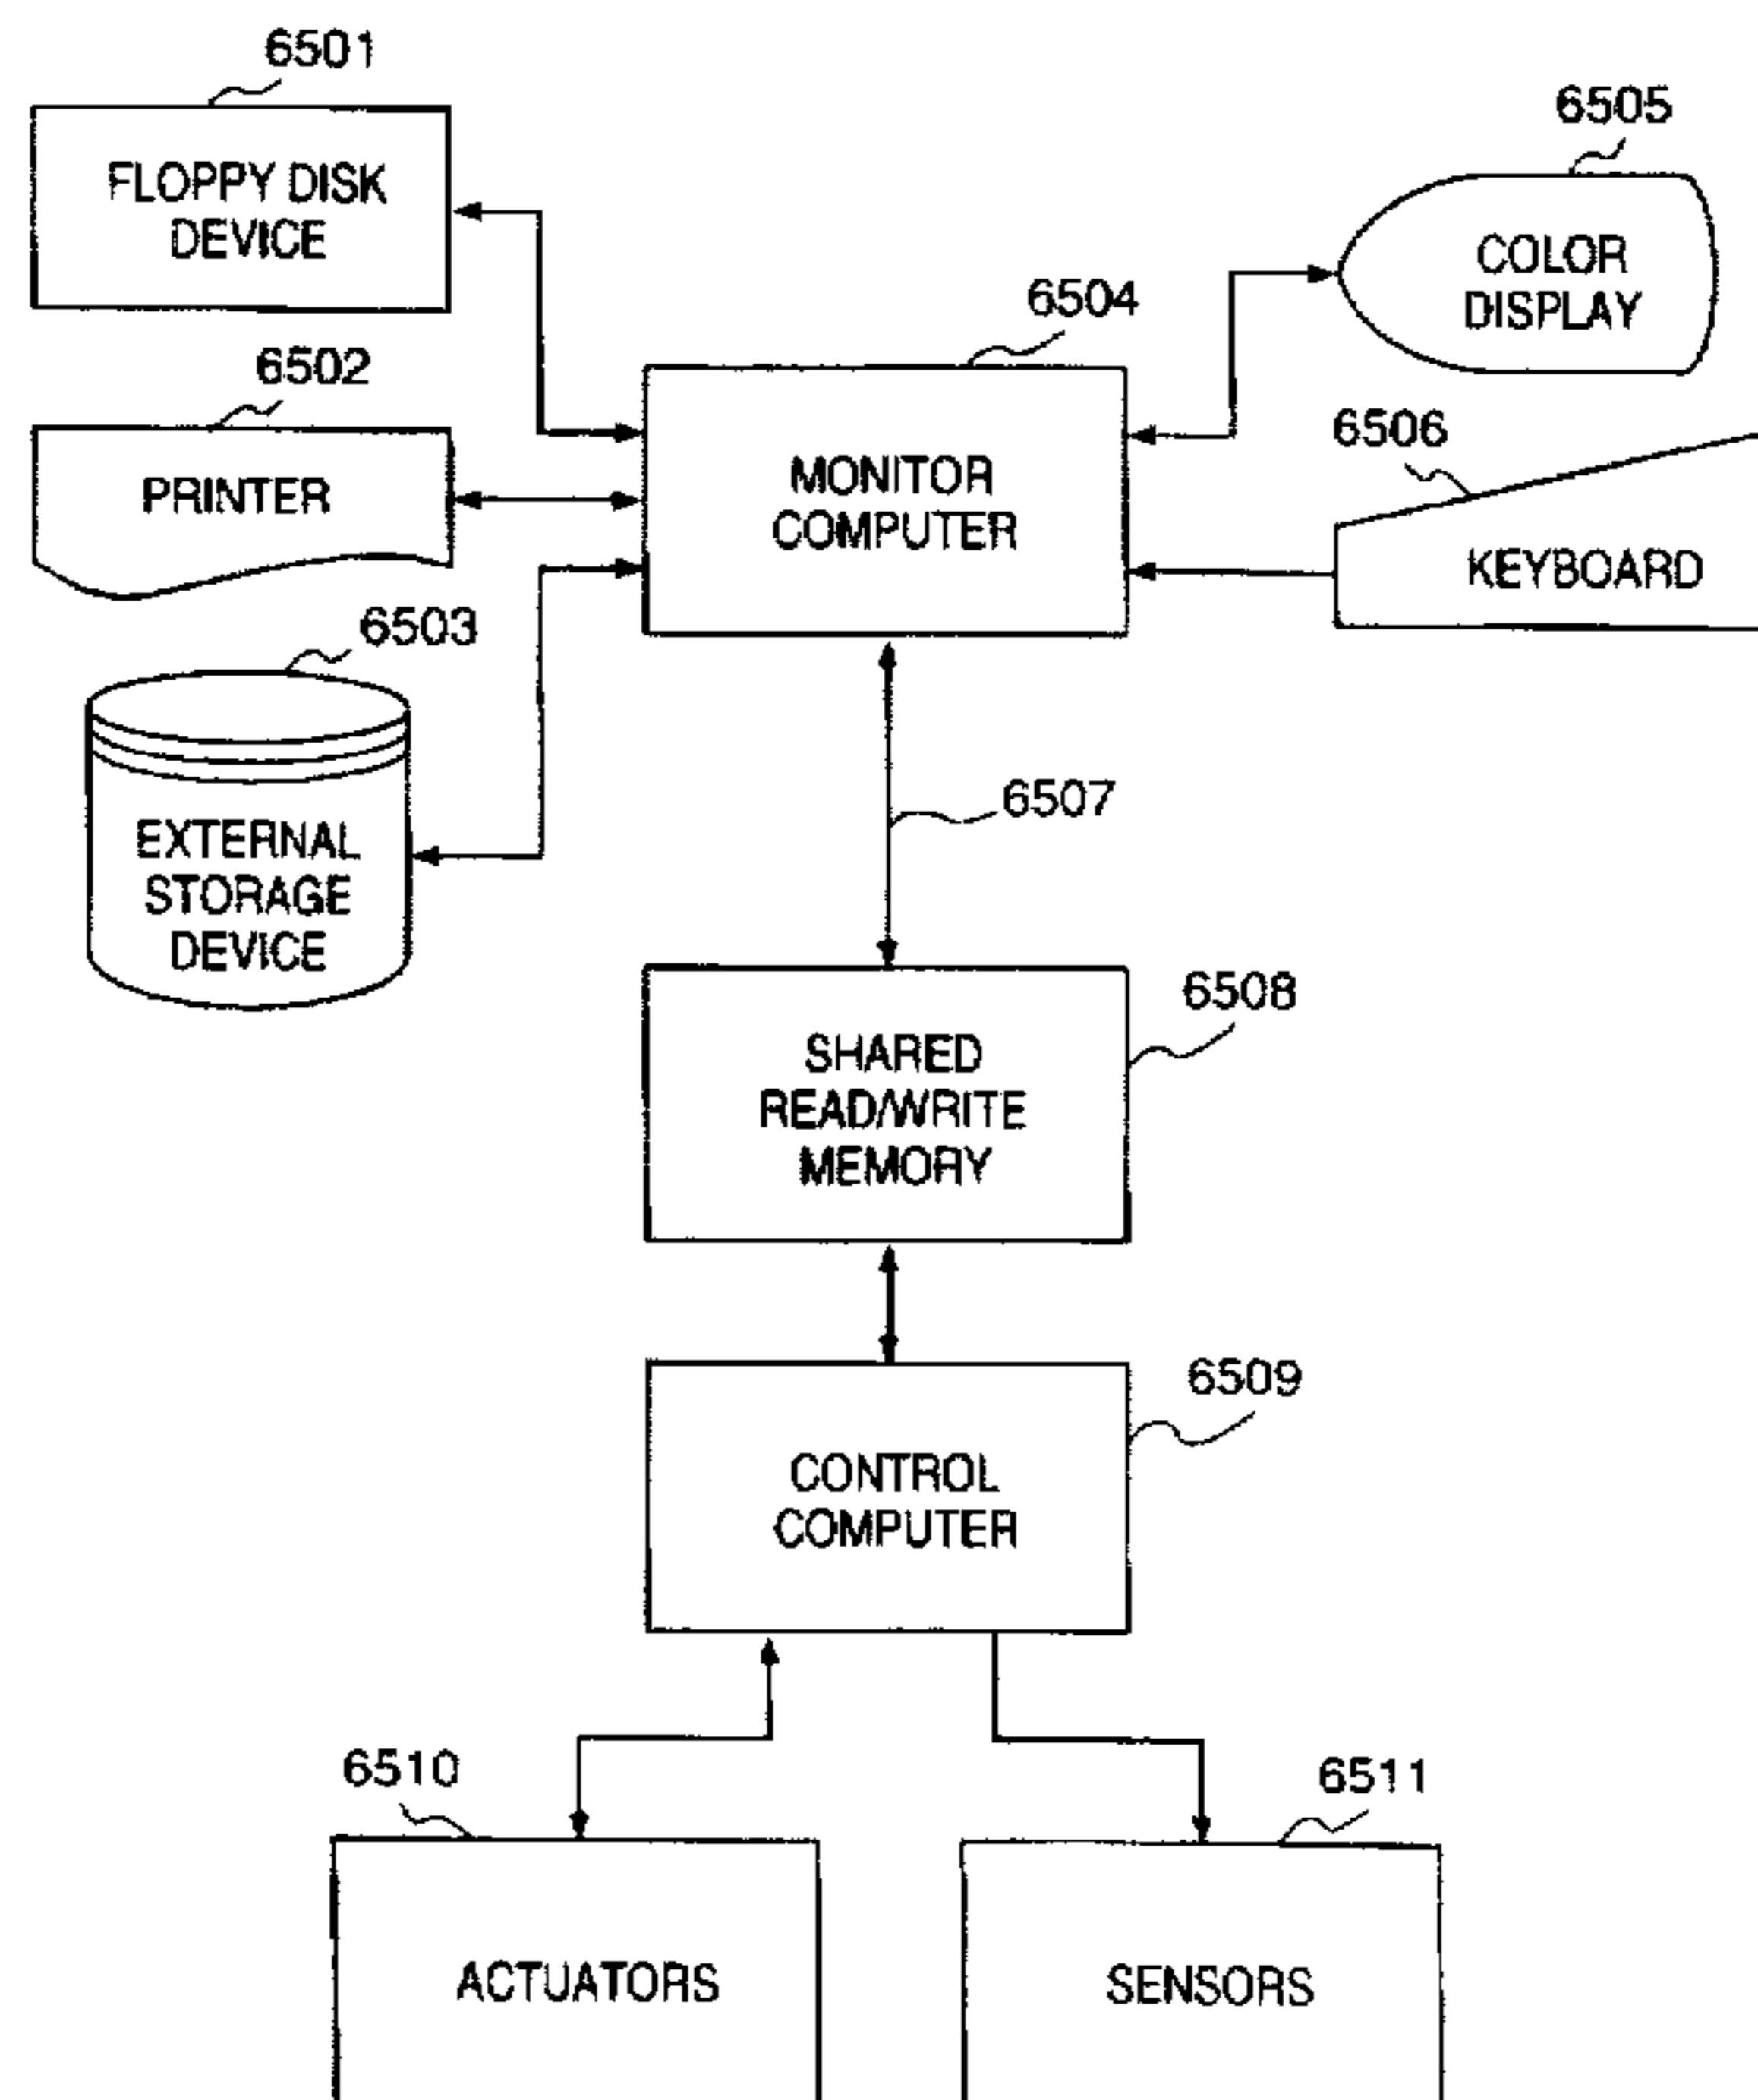 6501
FLOPPY DISK
DEVICE
6505
COLOR
DISPLAY
6504
6502
PRINTER
MONITOR
COMPUTER
6506
KEYBOARD
6503
EXTERNAL
STORAGE
DEVICE
6507
6508
SHARED
READ/WRITE
MEMORY
6509
CONTROL
COMPUTER
6510
6511
ACTUATORS
SENSORS